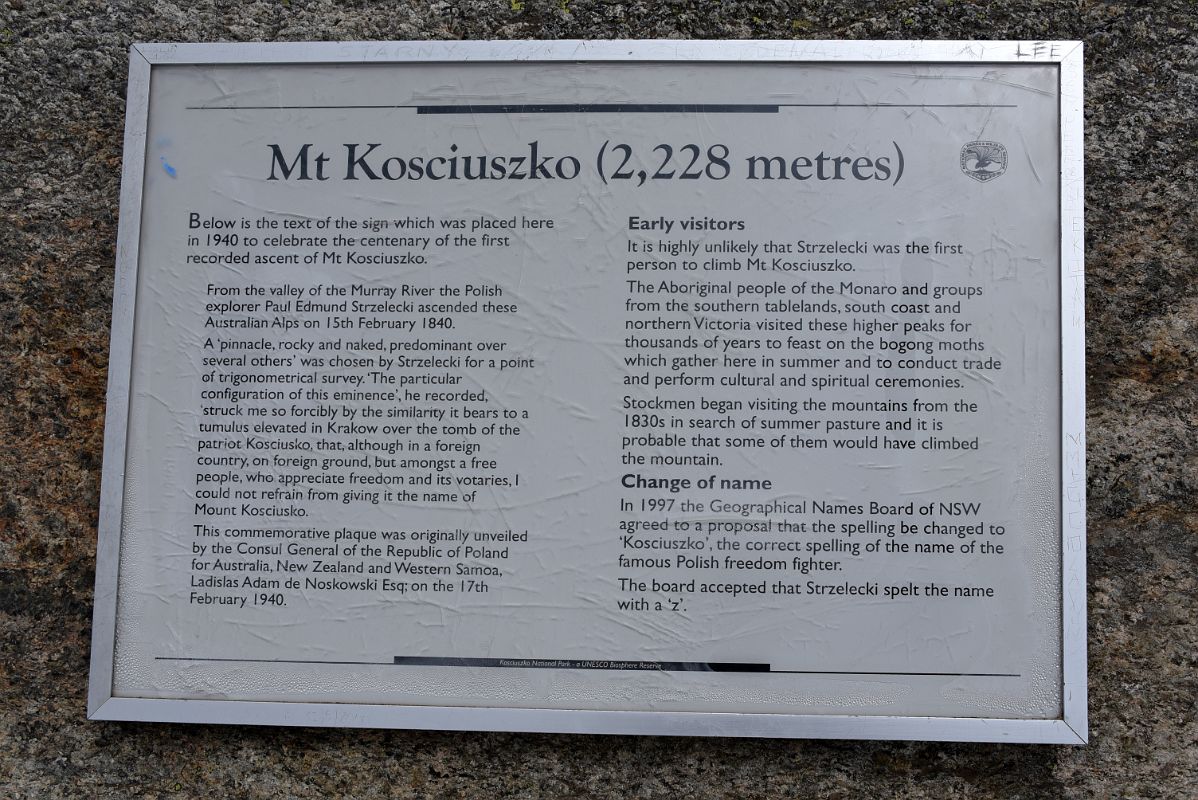 LEE
Mt Kosciuszko (2,228 metres)
Below is the text of the sign which was placed here
in 1940 to celebrate the centenary of the first
recorded ascent of Mt Kosciuszko.
From the valley of the Murray River the Polish
explorer Paul Edmund Strzelecki ascended these
Australian Alps on 15th February 1840.
A ‘pinnacle, rocky and naked, predominant over
several others’ was chosen by Strzelecki for a point
of trigonometrical survey. ‘The particular
configuration of this eminence’, he recorded,
‘struck me so forcibly by the similarity it bears to a
tumulus elevated in Krakow over the tomb of the
patriot Kosciusko, that, although in a foreign
country, on foreign ground, but amongst a free
people, who appreciate freedom and its votaries, I
could not refrain from giving it the name of
Mount Kosciusko.
This commemorative plaque was originally unveiled
by the Consul General of the Republic of Poland
for Australia, New Zealand and Western Samoa,
Ladislas Adam de Noskowski Esq; on the 17th
February 1940.
Early visitors
It is highly unlikely that Strzelecki was the first
person to climb Mt Kosciuszko.
The Aboriginal people of the Monaro and groups
from the southern tablelands, south coast and
northern Victoria visited these higher peaks for
thousands of years to feast on the bogong moths
which gather here in summer and to conduct trade
and perform cultural and spiritual ceremonies.
Stockmen began visiting the mountains from the
1830s in search of summer pasture and it is
probable that some of them would have climbed
the mountain.
Change of name
In 1997 the Geographical Names Board of NSW
agreed to a proposal that the spelling be changed to
‘Kosciuszko’, the correct spelling of the name of the
famous Polish freedom fighter.
The board accepted that Strzelecki spelt the name
with a ‘z’.
Kosciuszko National Park - a UNESCO Biosphere Reserve